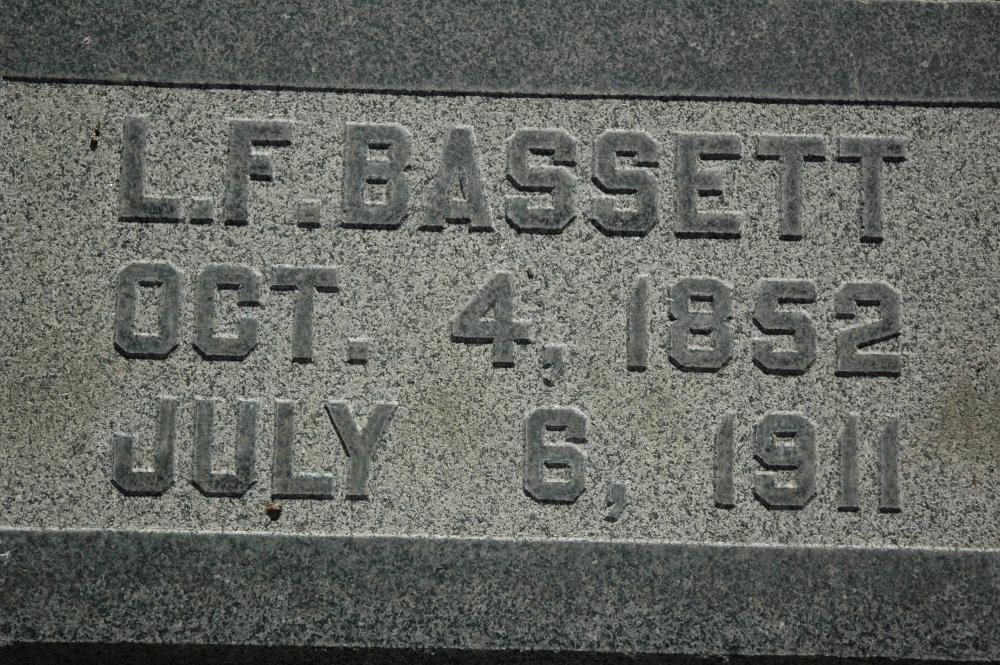 L.F.BASSETT
OCT. 4, 1852
JULY 6, 1911